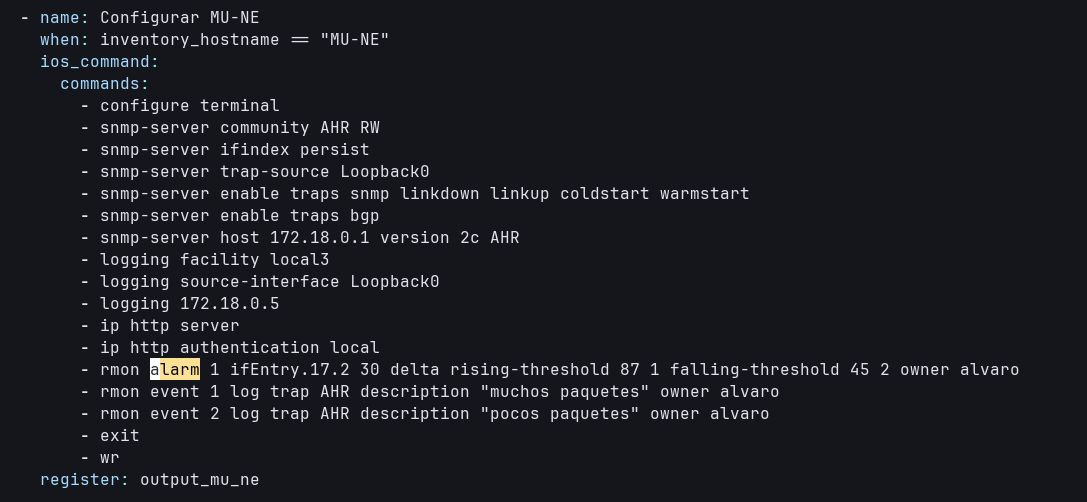 - name: Configurar MU-NE
when: inventory_hostname == "MU-NE"
ios_command:
commands:
- configure terminal
- snmp-server community AHR RW
- snmp-server ifindex persist
- snmp-server trap-source Loopback0
- snmp-server enable traps snmp linkdown linkup coldstart warmstart
- snmp-server enable traps bgp
- snmp-server host 172.18.0.1 version 2c AHR
- logging facility local3
- logging source-interface Loopback0
- logging 172.18.0.5
- ip http server
- ip http authentication local
- rmon alarm 1 ifEntry.17.2 30 delta rising-threshold 87 1 falling-threshold 45 2 owner alvaro
- rmon event 1 log trap AHR description "muchos paquetes" owner alvaro
- rmon event 2 log trap AHR description "pocos paquetes" owner alvaro
- exit
- wr
register: output_mu_ne